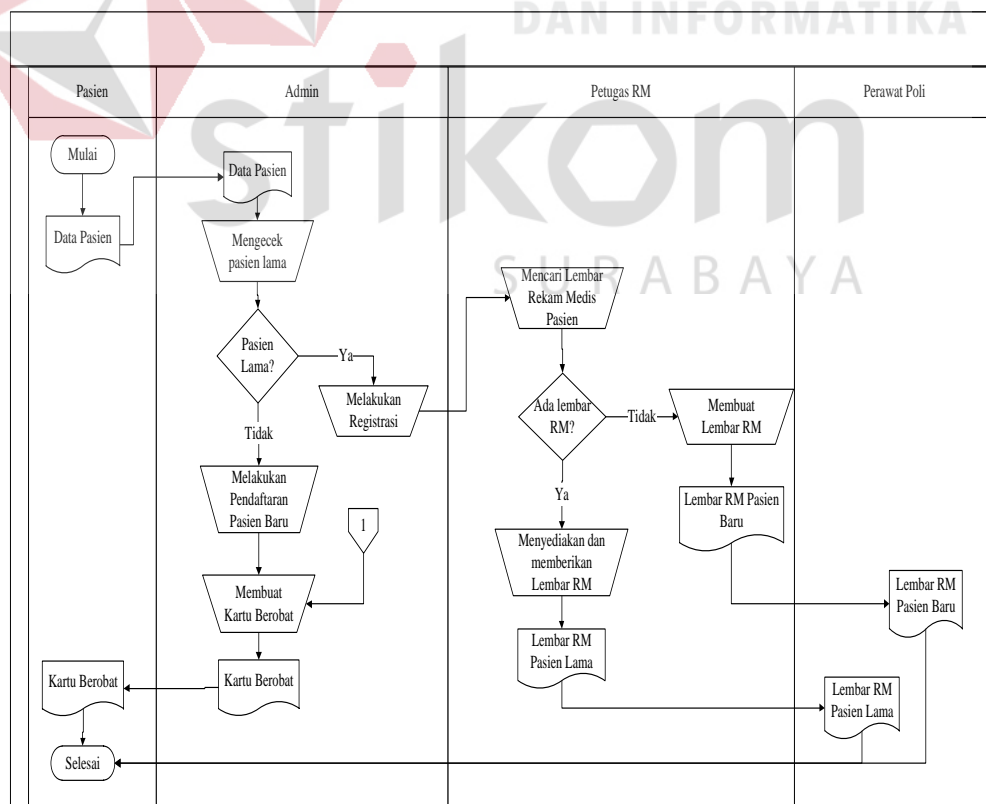 DAN INFORMATIKA
stikom
SURABAYA
Pasien
Admin
Petugas RM
Perawat Poli
Mulai
Data Pasien
Data Pasien
Mengecek
pasien lama
Pasien
Lama?
Ya
Melakukan
Registrasi
Tidak
Melakukan
Pendaftaran
Pasien Baru
1
Membuat
Kartu Berobat
Kartu Berobat
Kartu Berobat
Selesai
Mencari Lembar
Rekam Medis
Pasien
Ada lembar
RM?
Tidak
Membuat
Lembar RM
Lembar RM Pasien
Baru
Ya
Menyediakan dan
memberikan
Lembar RM
Lembar RM
Pasien Lama
Lembar RM
Pasien Baru
Lembar RM
Pasien Lama